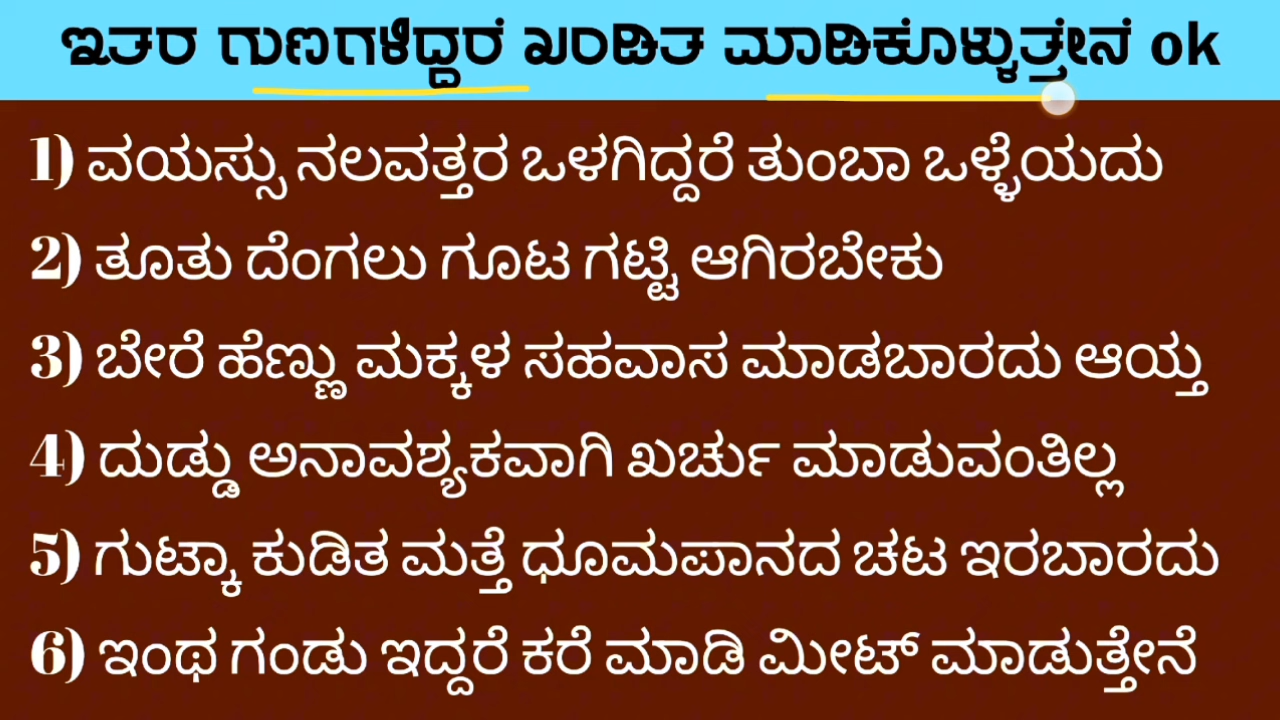 ಇತರ ಗುಣಗಳಿದ್ದರೆ ಖಂಡಿತ ಮಾಡಿಕೊಳ್ಳುತ್ತೇನೆ ok
1) ವಯಸ್ಸು ನಲವತ್ತರ ಒಳಗಿದ್ದರೆ ತುಂಬಾ ಒಳ್ಳೆಯದು
2) ತೂತು ದೆಂಗಲು ಗೂಟ ಗಟ್ಟಿ ಆಗಿರಬೇಕು
3) ಬೇರೆ ಹೆಣ್ಣು ಮಕ್ಕಳ ಸಹವಾಸ ಮಾಡಬಾರದು ಆಯ್ತ
4) ದುಡ್ಡು ಅನಾವಶ್ಯಕವಾಗಿ ಖರ್ಚು ಮಾಡುವಂತಿಲ್ಲ
5) ಗುಟ್ಕಾ ಕುಡಿತ ಮತ್ತೆ ಧೂಮಪಾನದ ಚಟ ಇರಬಾರದು
6) ಇಂಥ ಗಂಡು ಇದ್ದರೆ ಕರೆ ಮಾಡಿ ಮೀಟ್ ಮಾಡುತ್ತೇನೆ